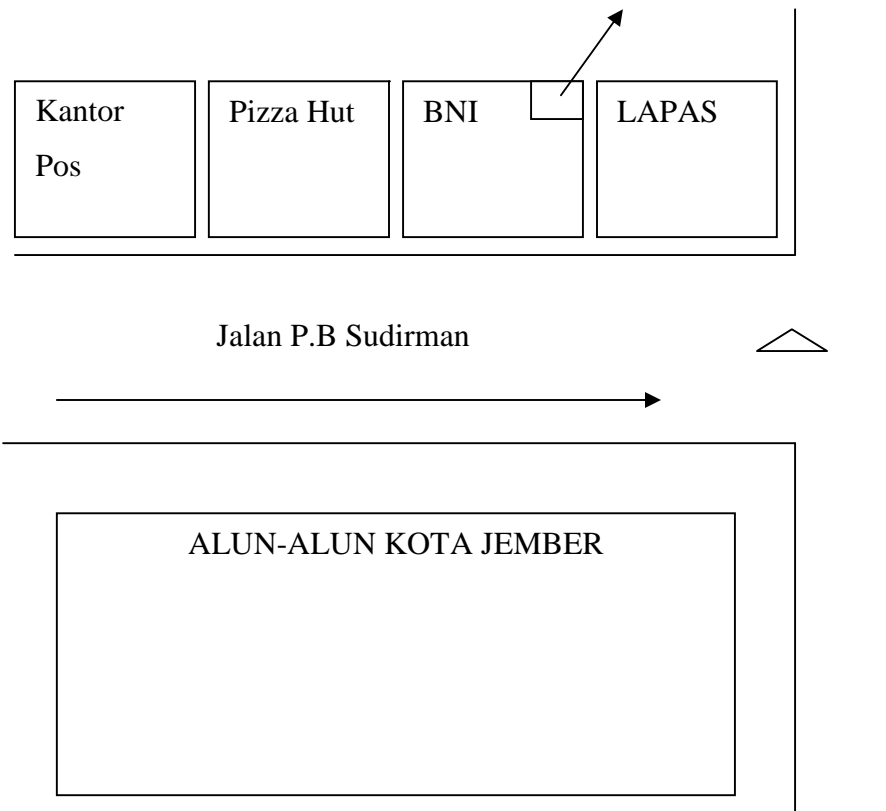 Kantor
Pos
Pizza Hut
BNI
LAPAS
Jalan P.B Sudirman
ALUN-ALUN KOTA JEMBER